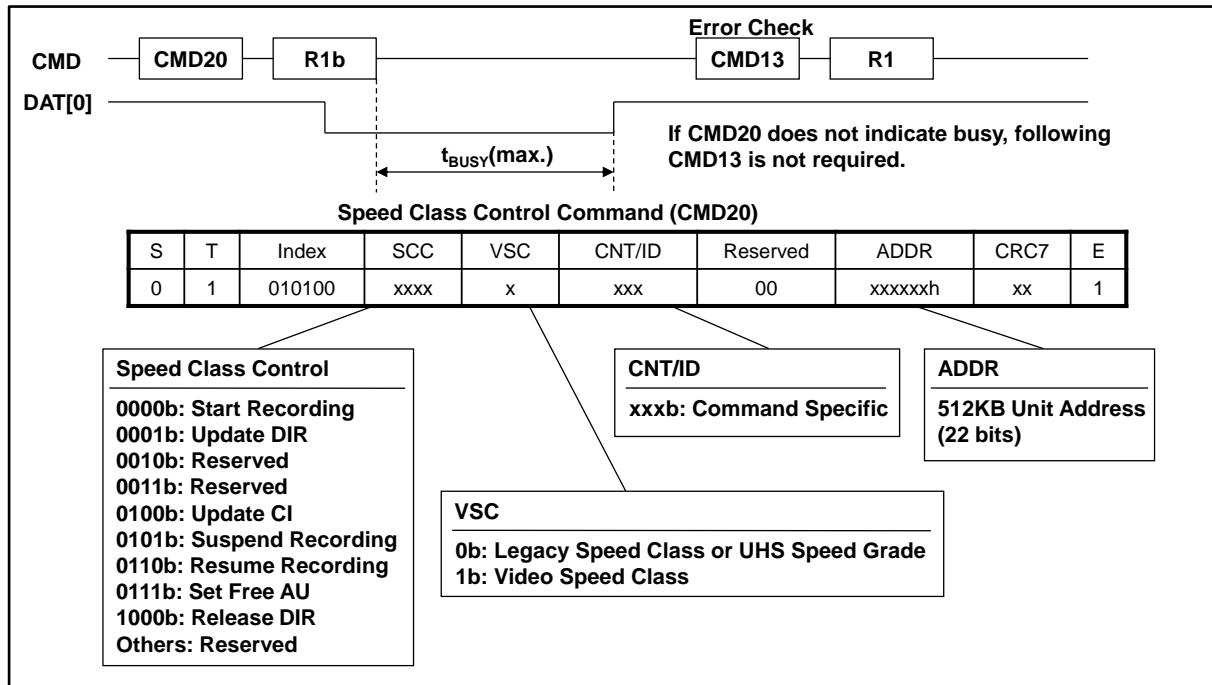 Error Check
CMD CMD20 R1b CMD13 R1
DAT[0]
If CMD20 does not indicate busy, following
CMD13 is not required.
tBUSY(max.)
Speed Class Control Command (CMD20)
S T Index SCC VSC CNT/ID Reserved ADDR CRC7 E
0 1 010100 xxxx x xxx 00 xxxxxxh xx 1
Speed Class Control
0000b: Start Recording
0001b: Update DIR
0010b: Reserved
0011b: Reserved
0100b: Update CI
0101b: Suspend Recording
0110b: Resume Recording
0111b: Set Free AU
1000b: Release DIR
Others: Reserved
CNT/ID
xxxb: Command Specific
ADDR
512KB Unit Address
(22 bits)
VSC
0b: Legacy Speed Class or UHS Speed Grade
1b: Video Speed Class